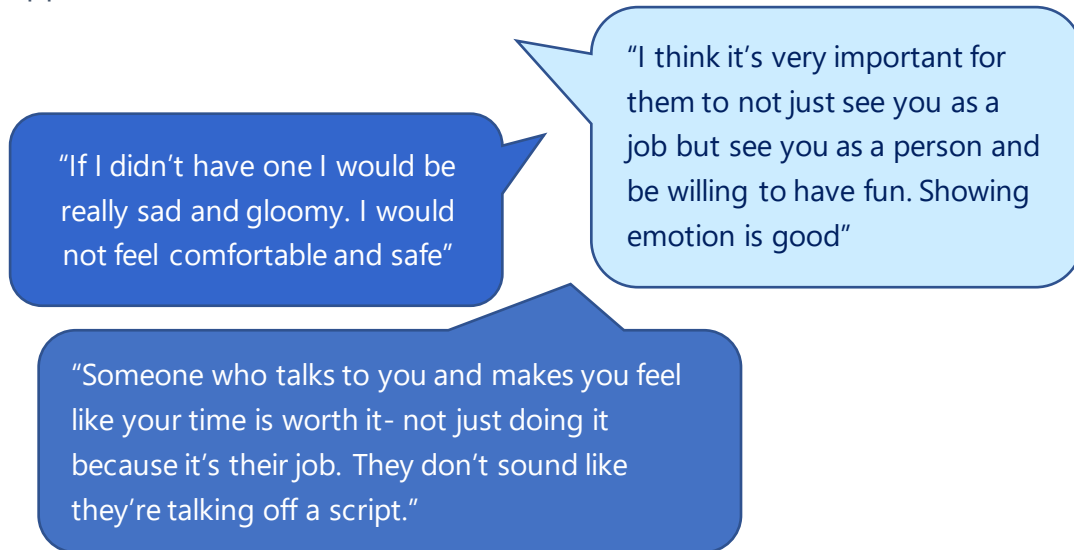 “I think it’s very important for
them to not just see you as a
job but see you as a person and
be willing to have fun. Showing
emotion is good”
“If I didn’t have one I would be
really sad and gloomy. I would
not feel comfortable and safe”
“Someone who talks to you and makes you feel
like your time is worth it- not just doing it
because it’s their job. They don’t sound like
they’re talking off a script.”